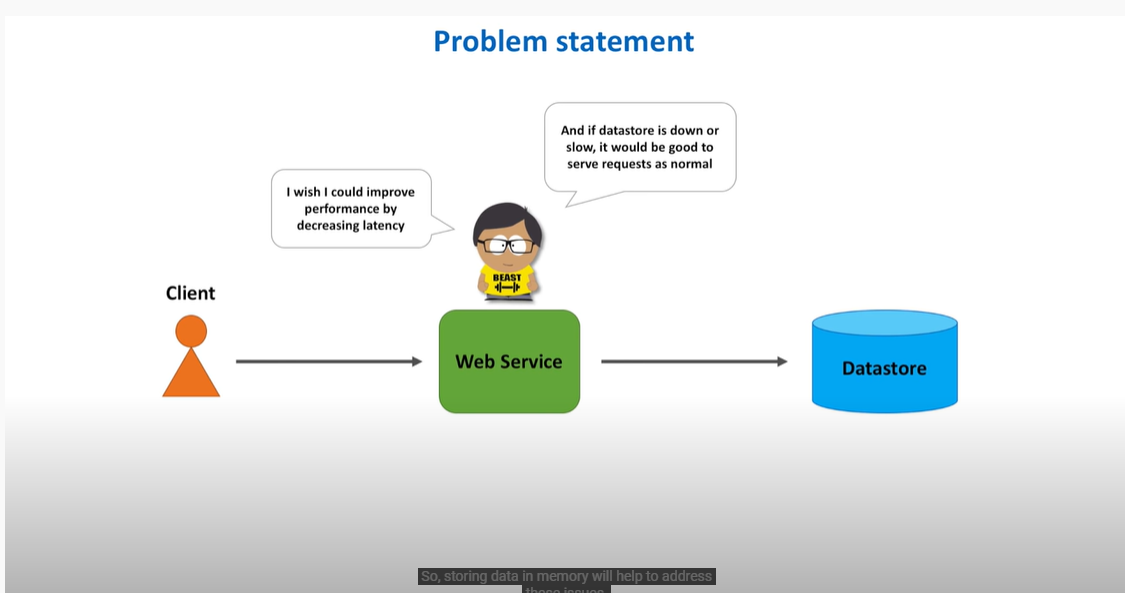 Problem statement
And if datastore is down or
slow, it would be good to
serve requests as normal
I wish I could improve
performance by
decreasing latency
BEAST
Client
Web Service
Datastore
So, storing data in memory will help to address
these issues.